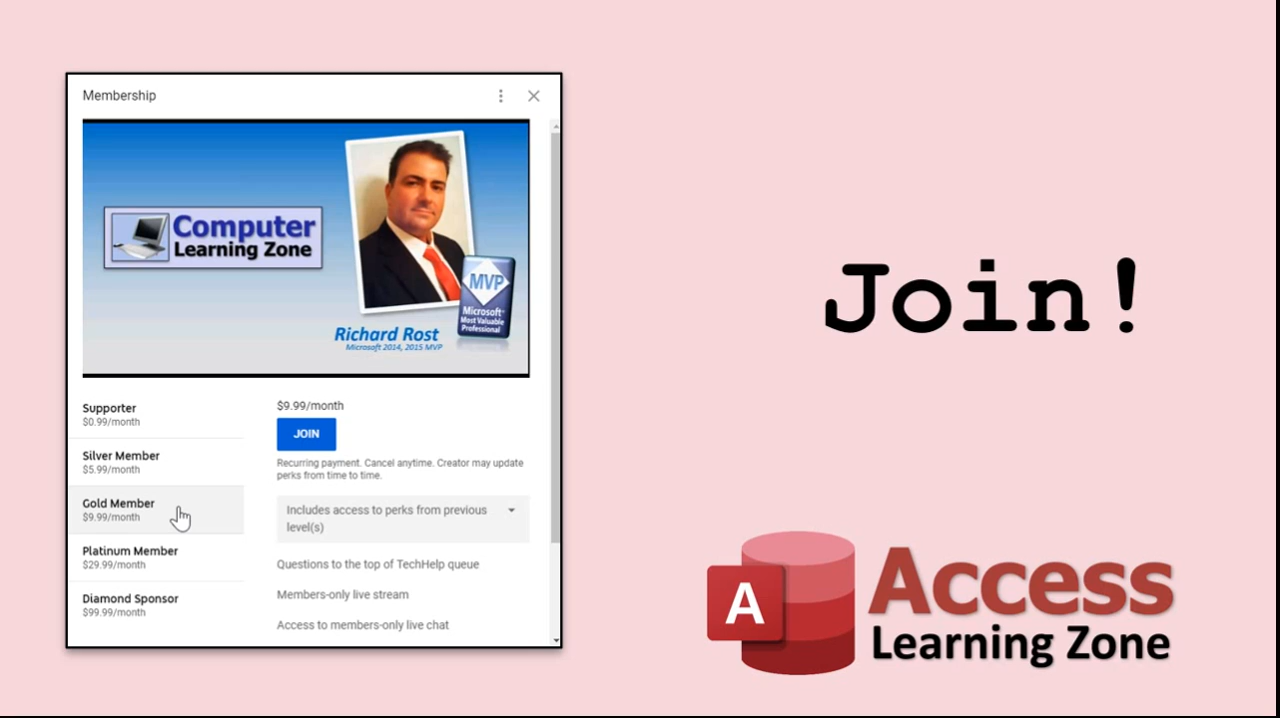 Membership
Computer
Learning Zone
MVP
Microsoft®
Most Valuable
Professional
Richard Rost
Microsoft 2014, 2015 MVP
Supporter
$0.99/month
Silver Member
$5.99/month
Gold Member
$9.99/month
Platinum Member
$29.99/month
Diamond Sponsor
$99.99/month
$9.99/month
JOIN
Recurring payment. Cancel anytime. Creator may update
perks from time to time.
Includes access to perks from previous
level(s)
Questions to the top of TechHelp queue
Members-only live stream
Access to members-only live chat
Join!
A
Access
Learning Zone